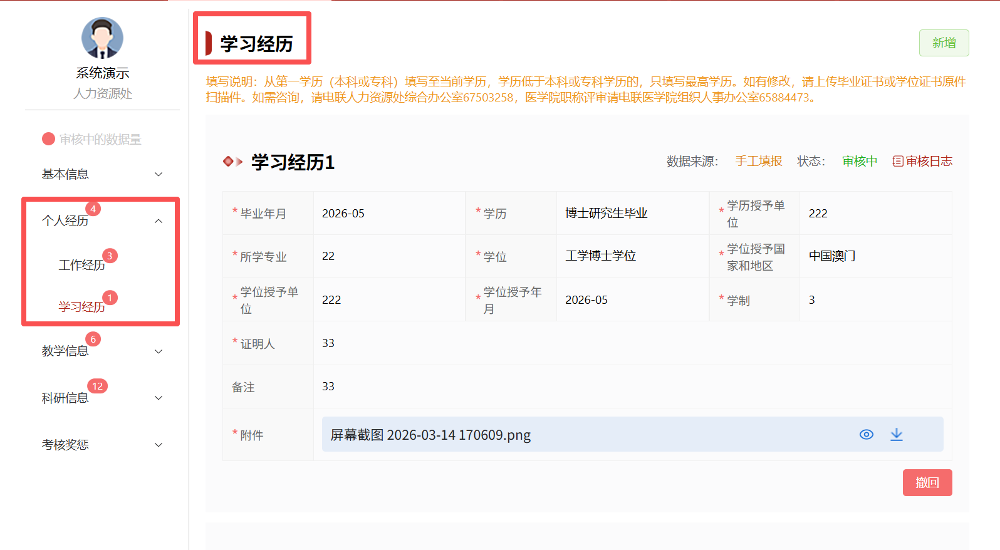 系统演示
人力资源处
审核中的数据量
基本信息
个人经历
4
工作经历
3
学习经历
1
教学信息
6
科研信息
12
考核奖惩
学习经历
新增
填写说明：从第一学历（本科或专科）填写至当前学历，学历低于本科或专科学历的，只填写最高学历。如有修改，请上传毕业证书或学位证书原件
扫描件。如需咨询，请电联人力资源处综合办公室67503258，医学院职称评审请电联医学院组织人事办公室65884473。
学习经历1
数据来源： 手工填报 状态： 审核中 审核日志
*毕业年月 2026-05 *学历 博士研究生毕业 *学历授予单
位 222
*所学专业 22 *学位 工学博士学位 *学位授予国
家和地区 中国澳门
*学位授予单
位 222 *学位授予年
月 2026-05 *学制 3
*证明人 33
备注 33
*附件 屏幕截图 2026-03-14 170609.png
撤回